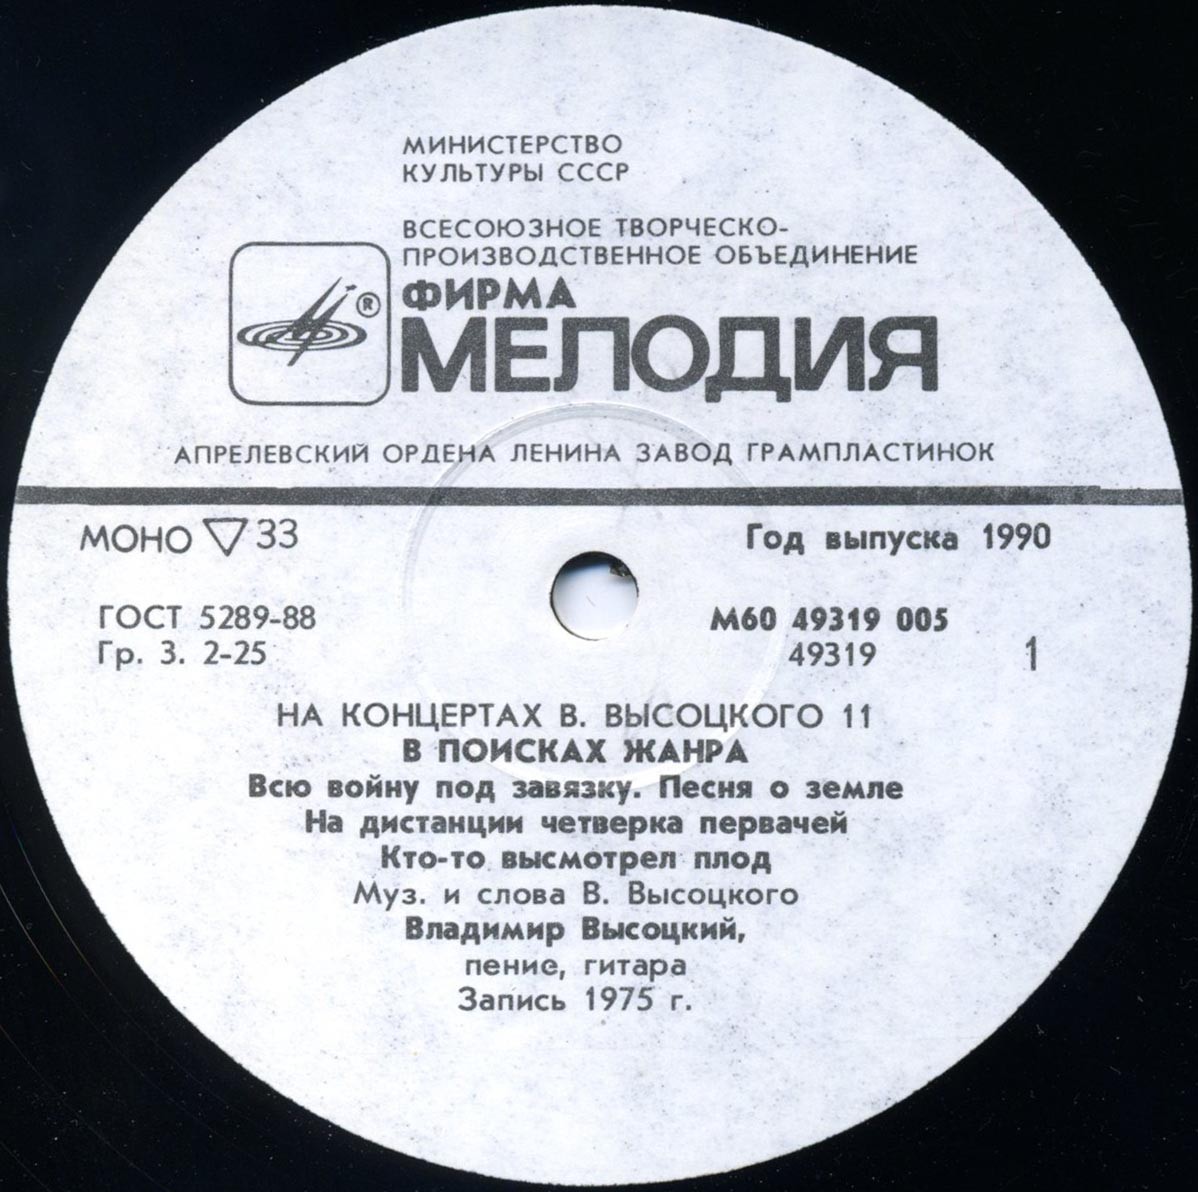 МИНИСТЕРСТВО
КУЛЬТУРЫ СССР
ВСЕСОЮЗНОЕ ТВОРЧЕСКО-
ПРОИЗВОДСТВЕННОЕ ОБЪЕДИНЕНИЕ
ФИРМА
®
МЕЛОДИЯ
АПРЕЛЕВСКИЙ ОРДЕНА ЛЕНИНА ЗАВОД ГРАМПЛАСТИНОК
МОНО ▽ 33
Год выпуска 1990
ГОСТ 5289-88
Гр. 3. 2-25
М60 49319 005
49319
1
НА КОНЦЕРТАХ В. ВЫСОЦКОГО 11
В ПОИСКАХ ЖАНРА
Всю войну под завязку. Песня о земле
На дистанции четверка первачей
Кто-то высмотрел плод
Муз. и слова В. Высоцкого
Владимир Высоцкий,
пение, гитара
Запись 1975 г.